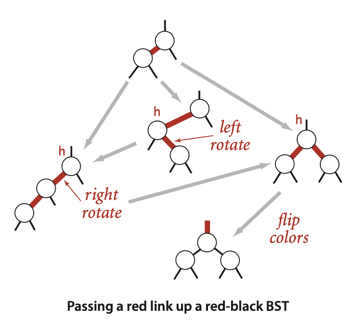 h
h
left
rotate
h
right
rotate
flip
colors
Passing a red link up a red-black BST